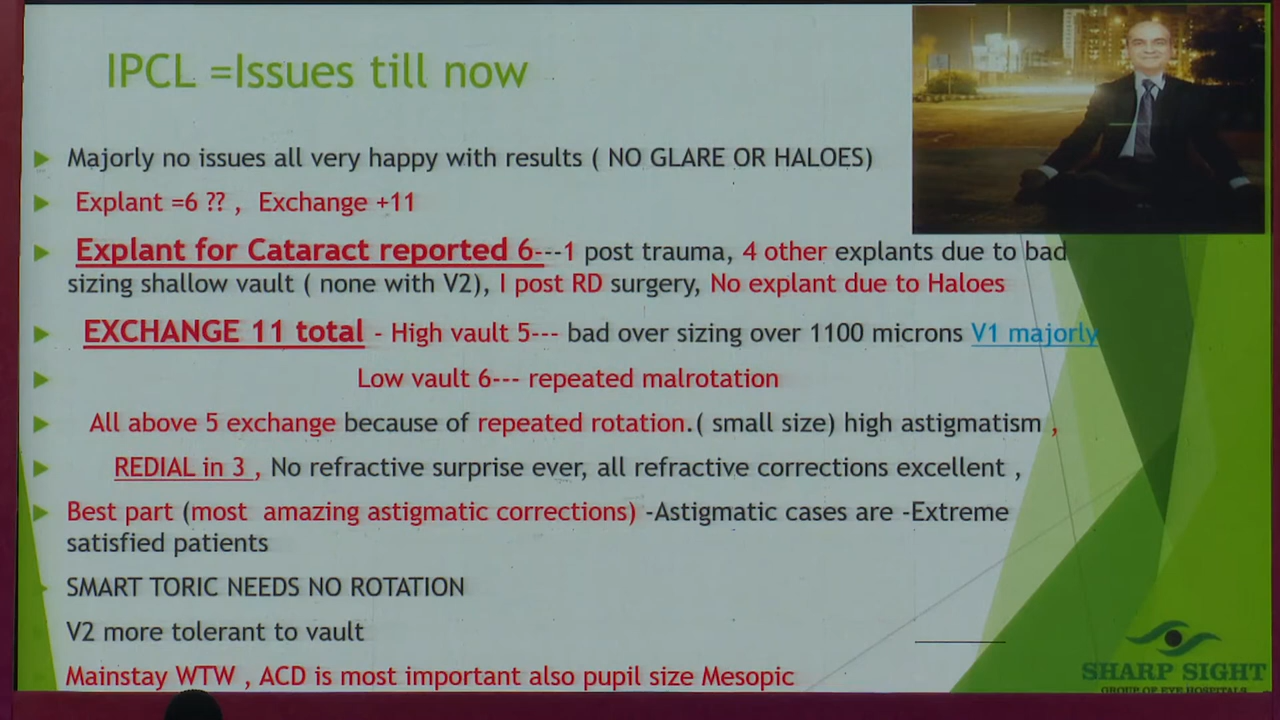 IPCL =Issues till now
Majorly no issues all very happy with results ( NO GLARE OR HALOES)
Explant =6 ?? , Exchange +11
Explant for Cataract reported 6---1 post trauma, 4 other explants due to bad
sizing shallow vault ( none with V2), I post RD surgery, No explant due to Haloes
EXCHANGE 11 total - High vault 5--- bad over sizing over 1100 microns V1 majorly
Low vault 6--- repeated malrotation
All above 5 exchange because of repeated rotation.( small size) high astigmatism ,
REDIAL in 3 , No refractive surprise ever, all refractive corrections excellent ,
Best part (most amazing astigmatic corrections) -Astigmatic cases are -Extreme
satisfied patients
SMART TORIC NEEDS NO ROTATION
V2 more tolerant to vault
Mainstay WTW , ACD is most important also pupil size Mesopic
SHARP SIGHT
GROUP OF EYE HOSPITALS